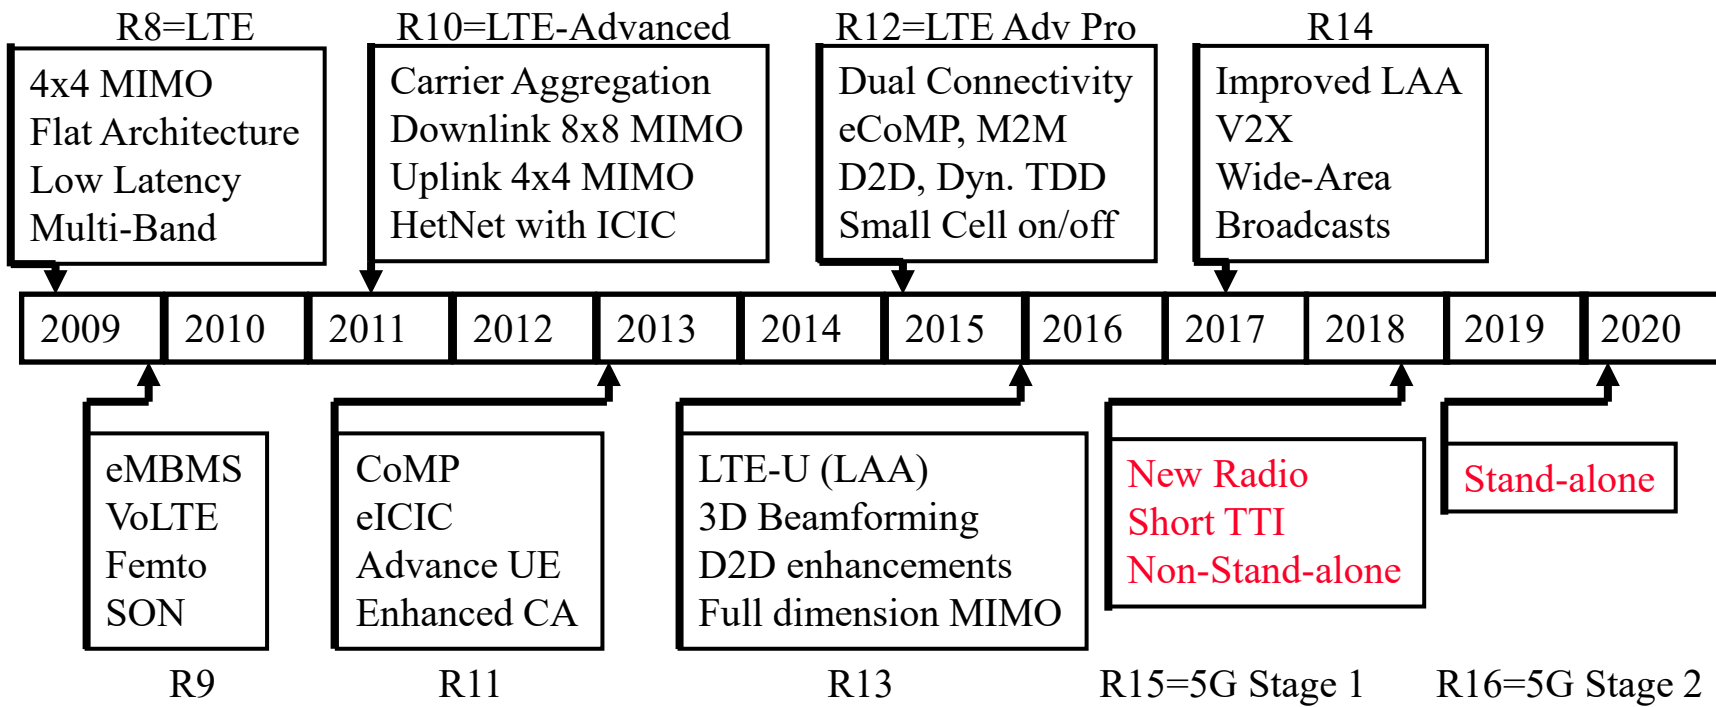 R8=LTE
4x4 MIMO
Flat Architecture
Low Latency
Multi-Band
R10=LTE-Advanced
Carrier Aggregation
Downlink 8x8 MIMO
Uplink 4x4 MIMO
HetNet with ICIC
R12=LTE Adv Pro
Dual Connectivity
eCoMP, M2M
D2D, Dyn. TDD
Small Cell on/off
R14
Improved LAA
V2X
Wide-Area
Broadcasts
2009 2010 2011 2012 2013 2014 2015 2016 2017 2018 2019 2020
eMBMS
VoLTE
Femto
SON
R9
CoMP
eICIC
Advance UE
Enhanced CA
R11
LTE-U (LAA)
3D Beamforming
D2D enhancements
Full dimension MIMO
R13
New Radio
Short TTI
Non-Stand-alone
R15=5G Stage 1
Stand-alone
R16=5G Stage 2